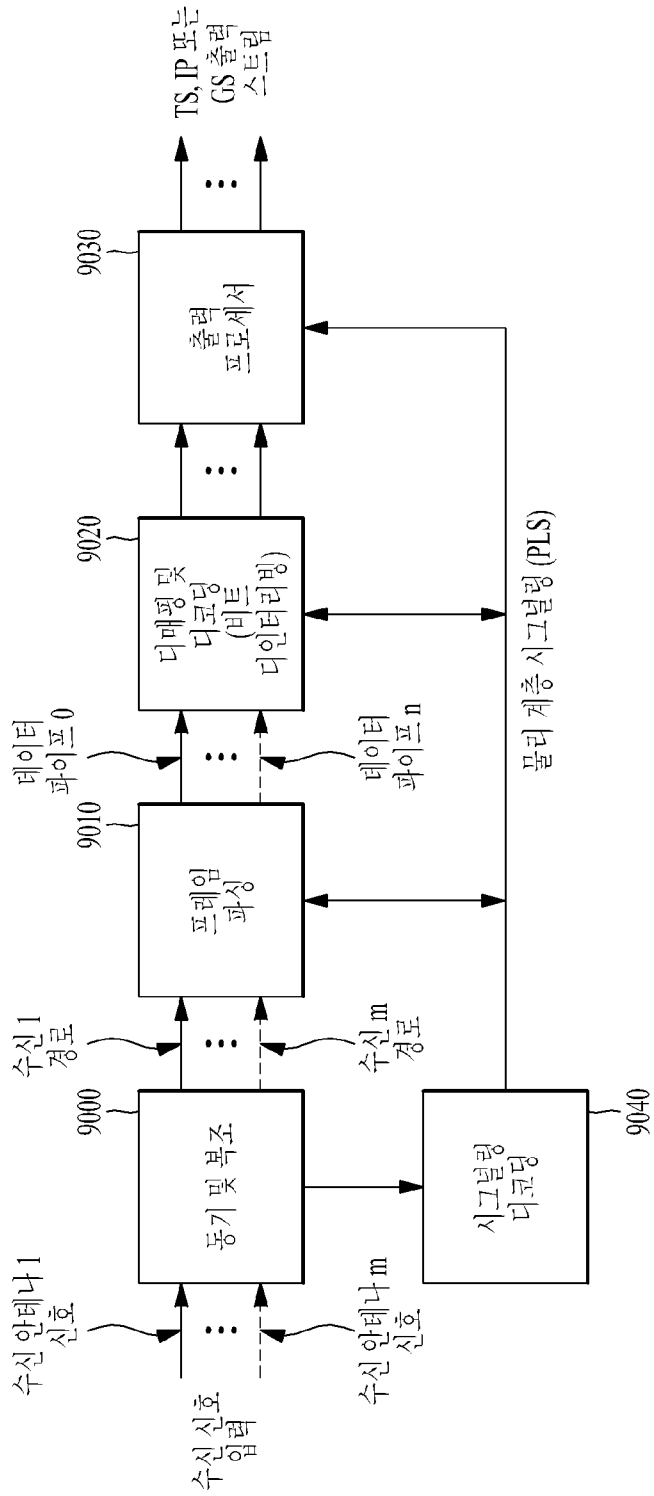 수신 신호
입력
수신 안테나 1
신호
수신 안테나 m
신호
9000
동기 및 복조
수신 1
경로
수신 m
경로
9010
프레임
파싱
데이터
파이프 0
데이터
파이프 n
9020
디매핑 및
디코딩
(비트
디인터리빙)
9030
출력
프로세서
TS, IP 또는
GS 출력
스트림
시그널링
디코딩
9040
물리 계층 시그널링 (PLS)